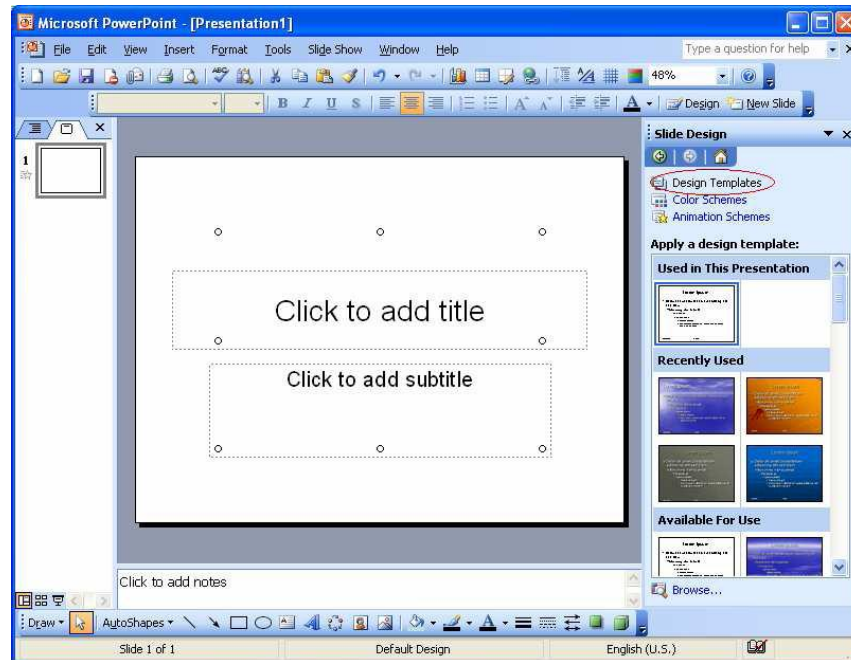 Microsoft PowerPoint - [Presentation1]
File Edit View Insert Format Tools Slide Show Window Help Type a question for help
48%
B I U S A A A Design New Slide
Slide Design
1
Design Templates
Color Schemes
Animation Schemes
Apply a design template:
Used in This Presentation
Click to add title
Recently Used
Click to add subtitle
Available For Use
Click to add notes
Browse...
Draw AutoShapes A A
Slide 1 of 1 Default Design English (U.S.)